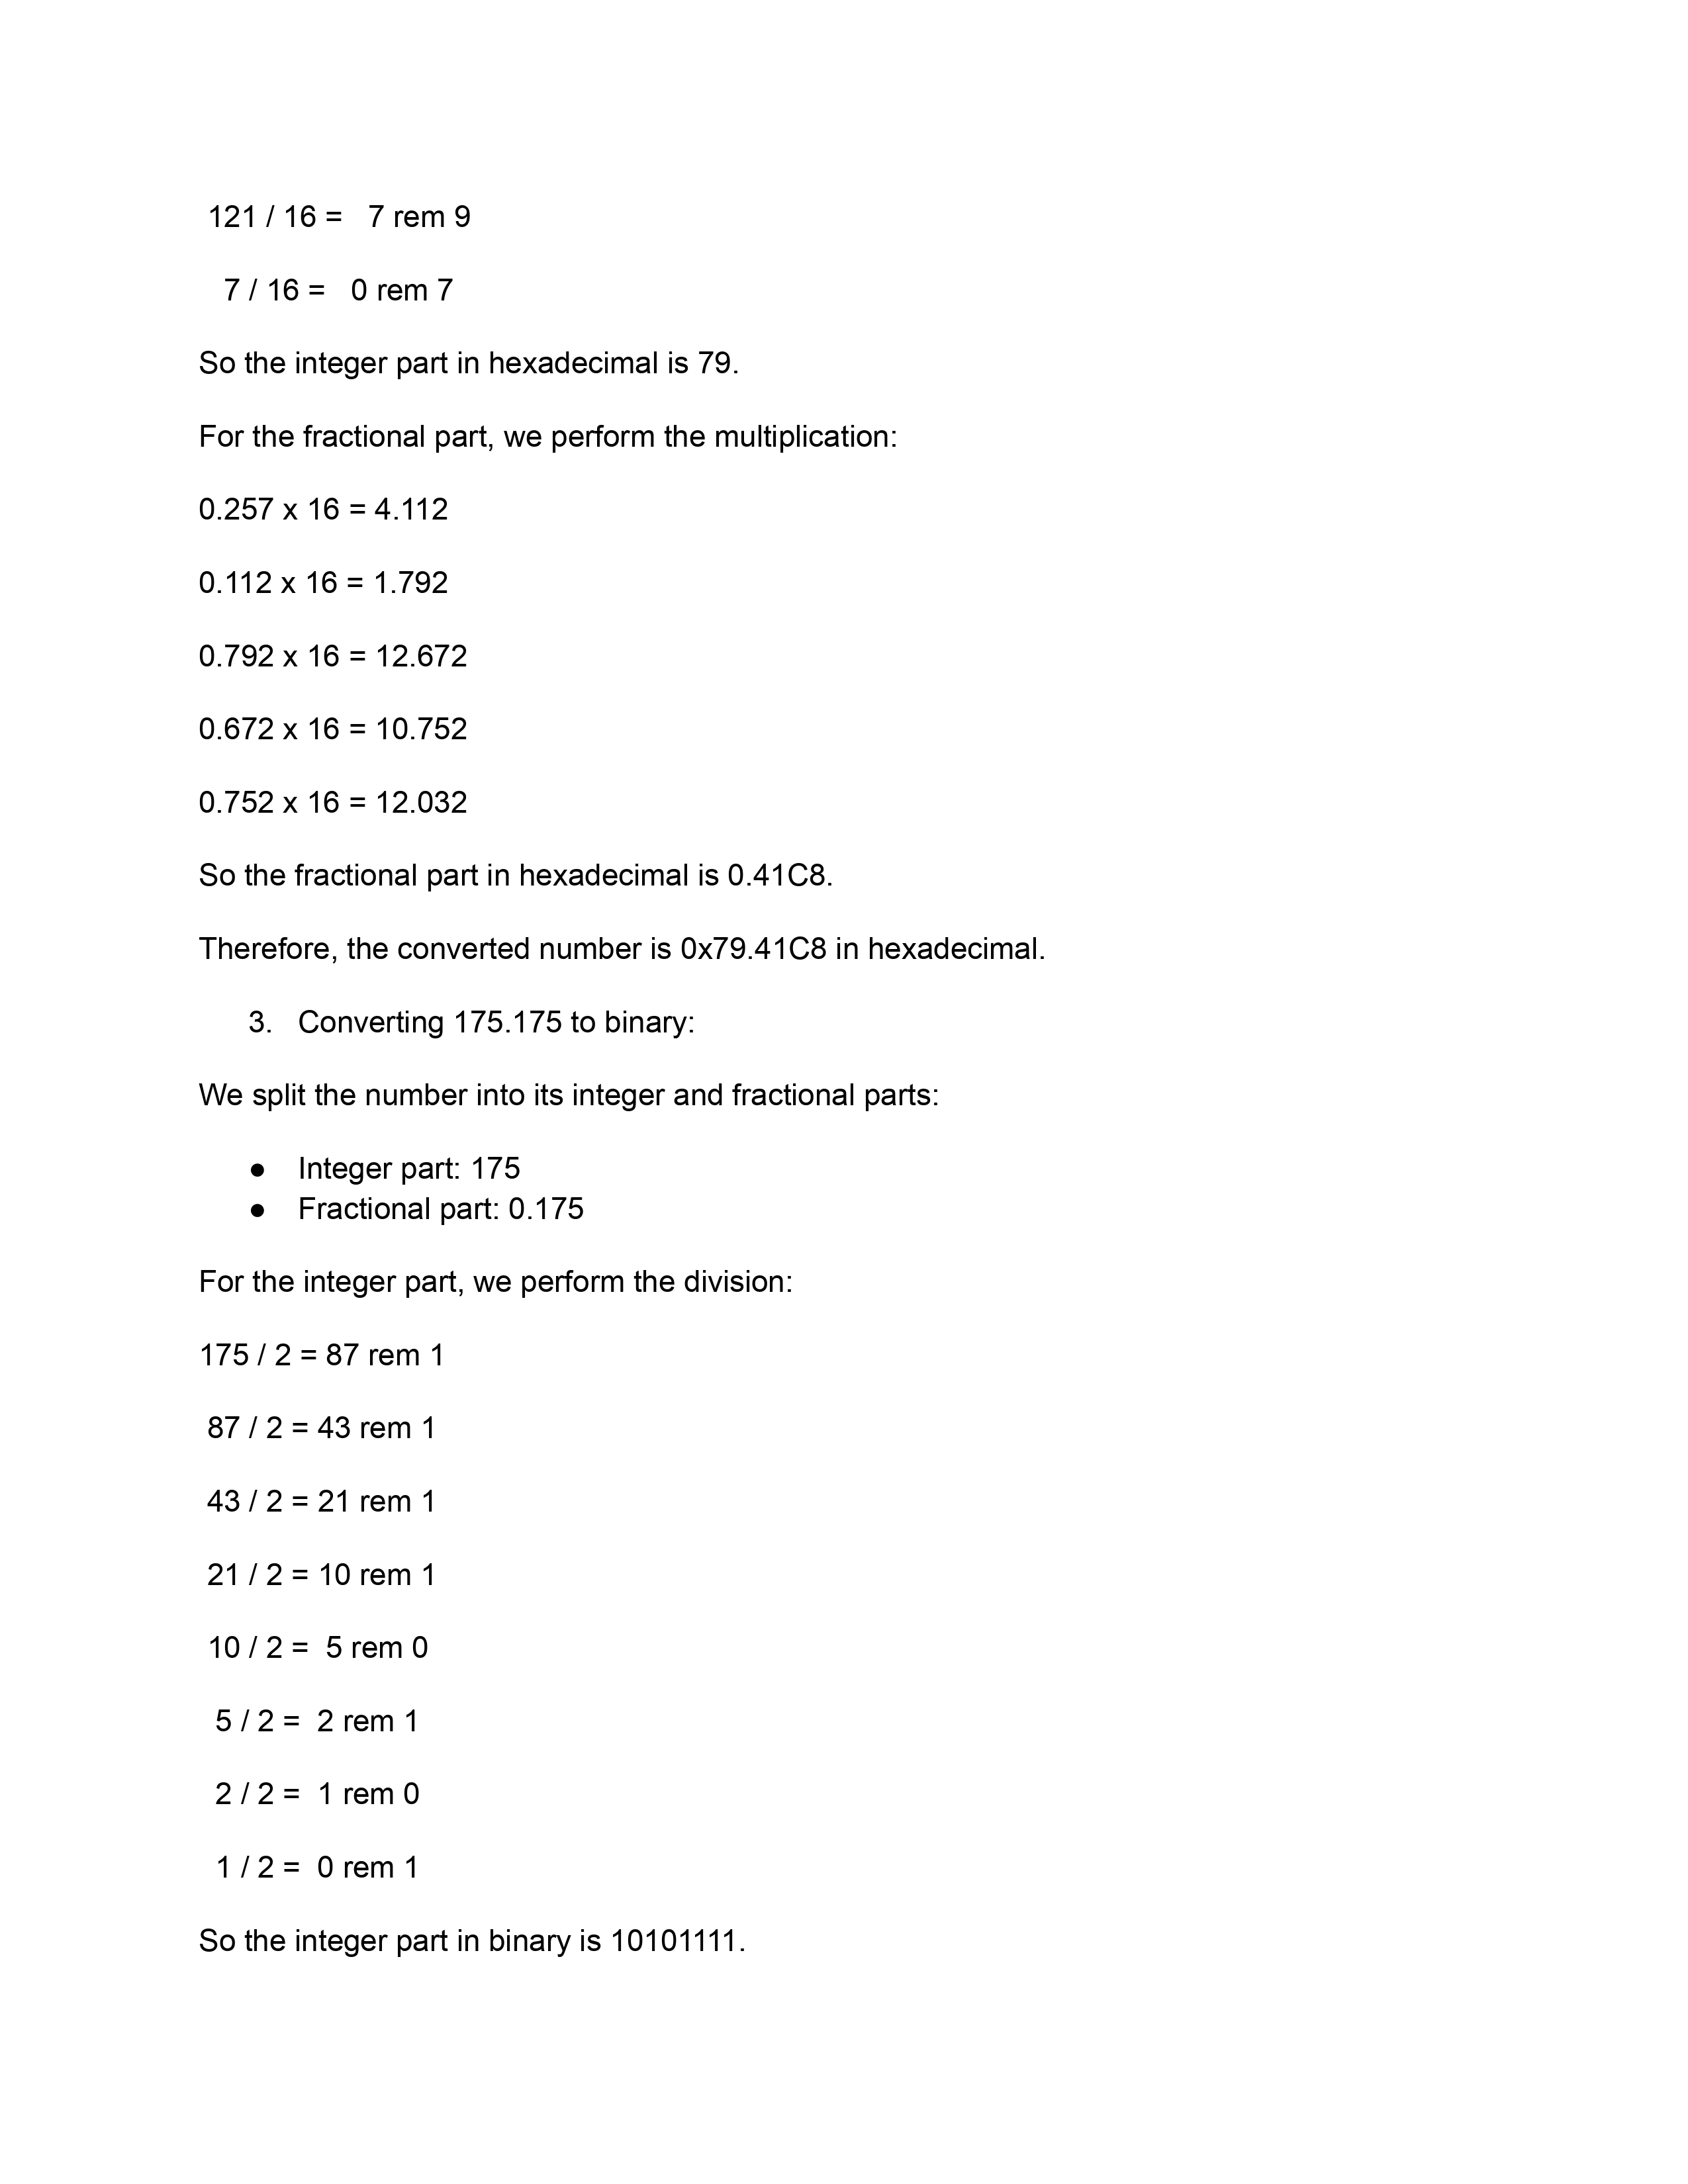 121 / 16 = 7 rem 9
7 / 16 = 0 rem 7
So the integer part in hexadecimal is 79.
For the fractional part, we perform the multiplication:
0.257 x 16 = 4.112
0.112 x 16 = 1.792
0.792 x 16 = 12.672
0.672 x 16 = 10.752
0.752 x 16 = 12.032
So the fractional part in hexadecimal is 0.41C8.
Therefore, the converted number is 0x79.41C8 in hexadecimal.
3. Converting 175.175 to binary:
We split the number into its integer and fractional parts:
● Integer part: 175
● Fractional part: 0.175
For the integer part, we perform the division:
175 / 2 = 87 rem 1
87 / 2 = 43 rem 1
43 / 2 = 21 rem 1
21 / 2 = 10 rem 1
10 / 2 = 5 rem 0
5 / 2 = 2 rem 1
2 / 2 = 1 rem 0
1 / 2 = 0 rem 1
So the integer part in binary is 10101111.